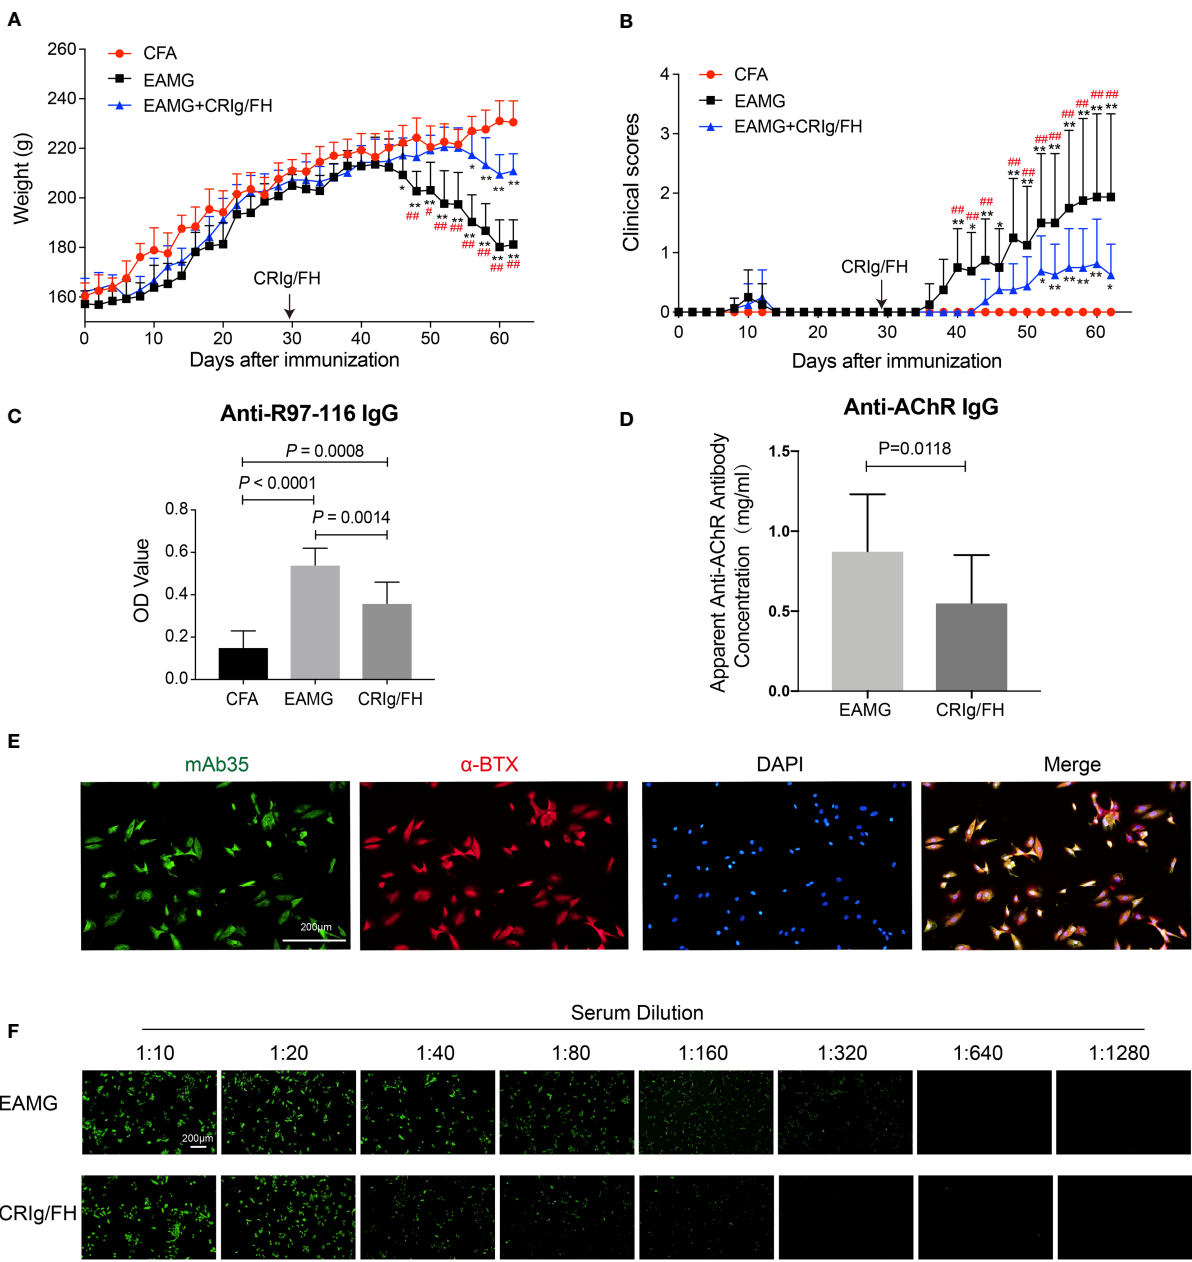 A
B
260
240
220
200
180
160
Weight (g)
CFA
EAMG
EAMG+CRIg/FH
CRIg/FH
* ** ** ** ** ** ** ** **
## # ## ## ## ## ## ##
* ** ** **
0 10 20 30 40 50 60
Days after immunization
4
3
2
1
0
Clinical scores
CFA
EAMG
EAMG+CRIg/FH
CRIg/FH
## ## ## ## ## ## ## ## ## ## ##
** * ** * ** ** ** ** ** ** ** **
* ** ** ** ** *
0 10 20 30 40 50 60
Days after immunization
C
Anti-R97-116 IgG
P = 0.0008
P < 0.0001
P = 0.0014
0.8
0.6
0.4
0.2
0.0
OD Value
CFA EAMG CRIg/FH
D
Anti-AChR IgG
P=0.0118
1.5
1.0
0.5
0.0
Apparent Anti-AChR Antibody
Concentration（mg/ml）
EAMG CRIg/FH
E
mAb35 α-BTX DAPI Merge
200μm
F
Serum Dilution
1:10 1:20 1:40 1:80 1:160 1:320 1:640 1:1280
EAMG
200μm
CRIg/FH